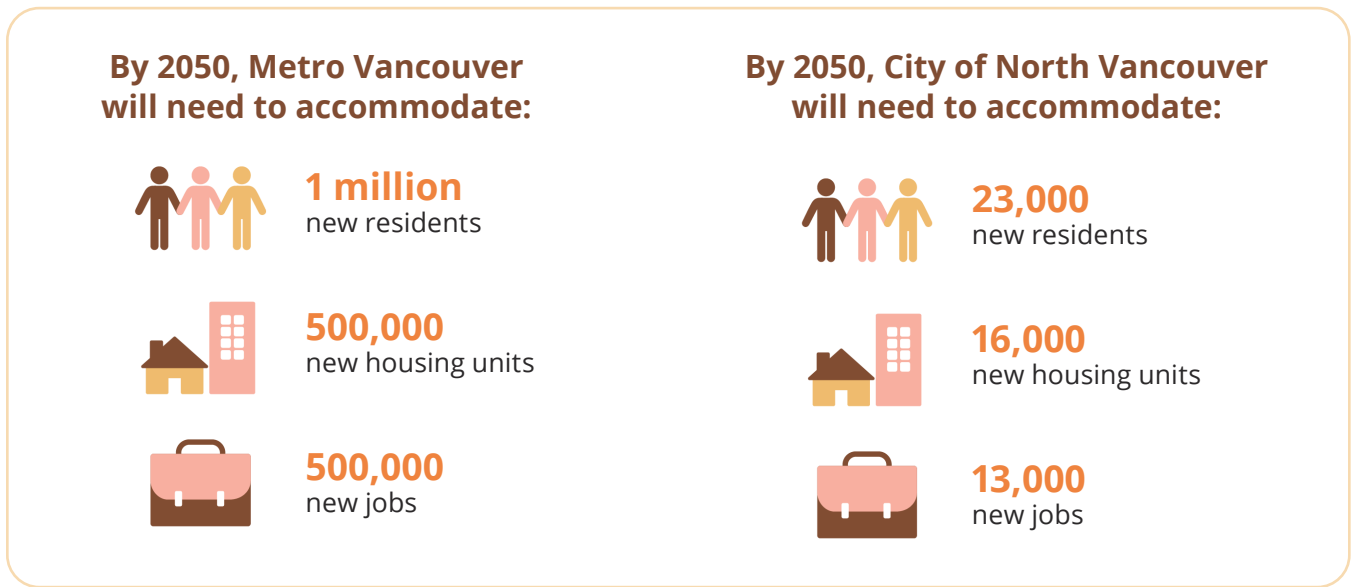 By 2050, Metro Vancouver
will need to accommodate:
1 million
new residents
500,000
new housing units
500,000
new jobs
By 2050, City of North Vancouver
will need to accommodate:
23,000
new residents
16,000
new housing units
13,000
new jobs